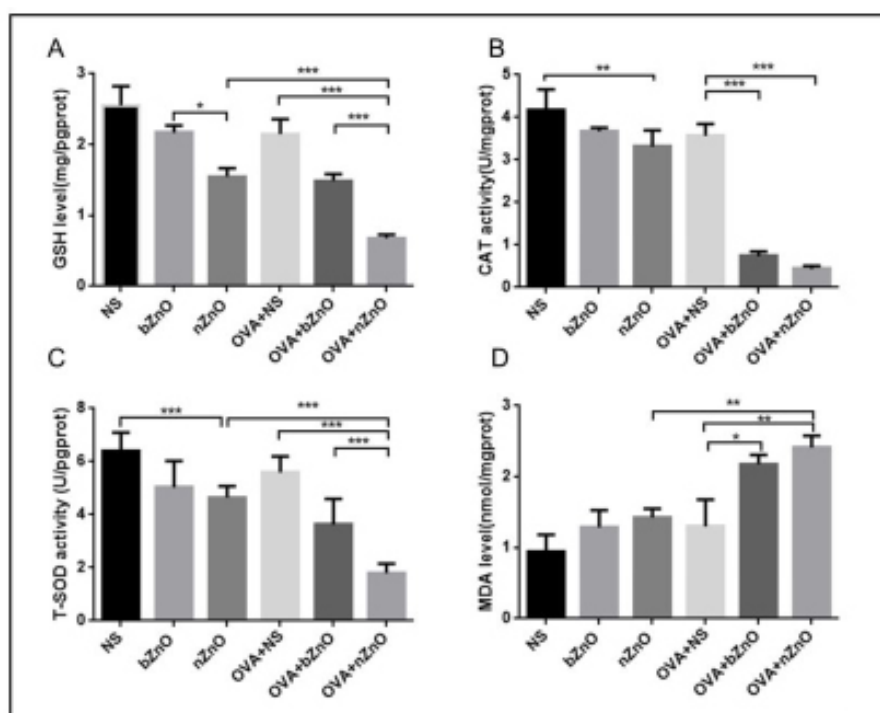 A
GSH level(mg/pgprot)
3
2
1
0
*
***
***
***
NS
bZnO
nZnO
OVA+NS
OVA+bZnO
OVA+nZnO
B
CAT activity(U/mgprot)
5
4
3
2
1
0
**
***
***
NS
bZnO
nZnO
OVA+NS
OVA+bZnO
OVA+nZnO
C
T-SOD activity (U/pgprot)
8
6
4
2
0
***
***
***
***
NS
bZnO
nZnO
OVA+NS
OVA+bZnO
OVA+nZnO
D
MDA level(nmol/mgprot)
3
2
1
0
**
**
*
NS
bZnO
nZnO
OVA+NS
OVA+bZnO
OVA+nZnO